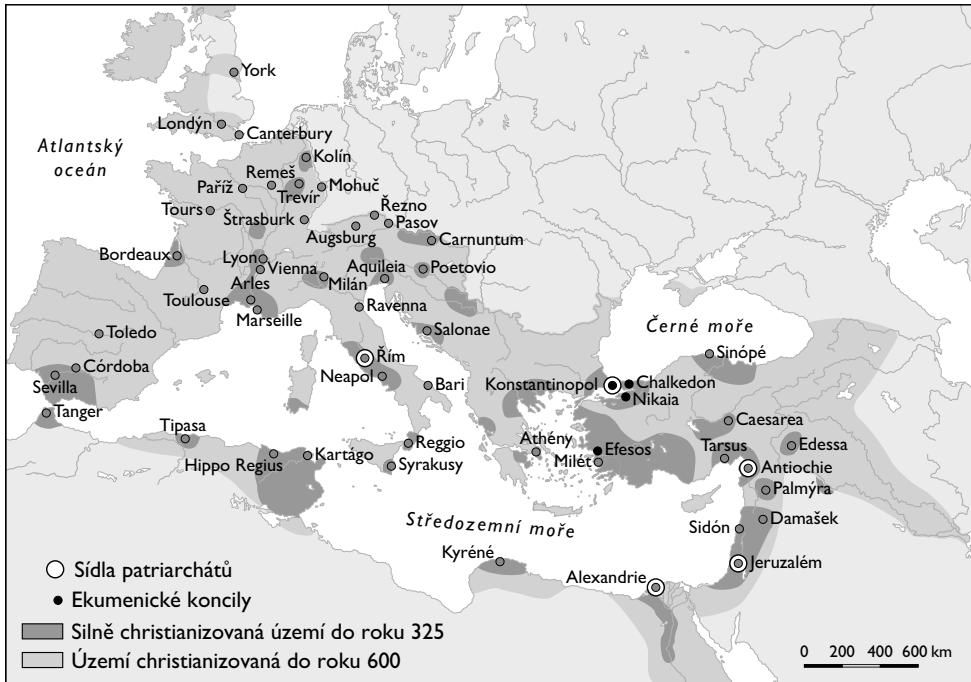 York
Londýn
Canterbury
Atlantský
oceán
Kolín
Remeš
Paříž
Trevír
Mohuč
Tours
Štrasburk
Řezno
Pasov
Augsburg
Carnuntum
Bordeaux
Lyon
Vienna
Aquileia
Poetovio
Toulouse
Arles
Milán
Marseille
Ravenna
Toledo
Salonae
Černé moře
Córdoba
Řím
Sinópé
Sevilla
Neapol
Bari
Konstantinopol
Chalkedon
Nikaia
Tanger
Tipasa
Caesarea
Hippo Regius
Kartágo
Reggio
Athény
Efesos
Tarsus
Edessa
Syrakusy
Milét
Antiochie
Palmýra
Středozemní moře
Sidón
Damašek
Kyréné
Jeruzalém
Alexandrie
Sídla patriarchátů
Ekumenické koncily
Silně christianizovaná území do roku 325
Území christianizovaná do roku 600
0 200 400 600 km